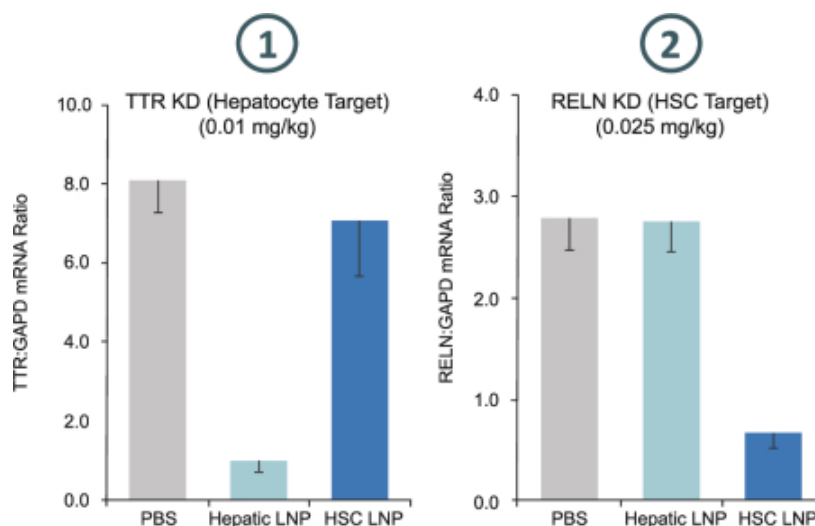 1
TTR KD (Hepatocyte Target)
(0.01 mg/kg)
TTR:GAPD mRNA Ratio
10.0
8.0
6.0
4.0
2.0
0.0
PBS
Hepatic LNP
HSC LNP
2
RELN KD (HSC Target)
(0.025 mg/kg)
RELN:GAPD mRNA Ratio
4.0
3.0
2.0
1.0
0.0
PBS
Hepatic LNP
HSC LNP